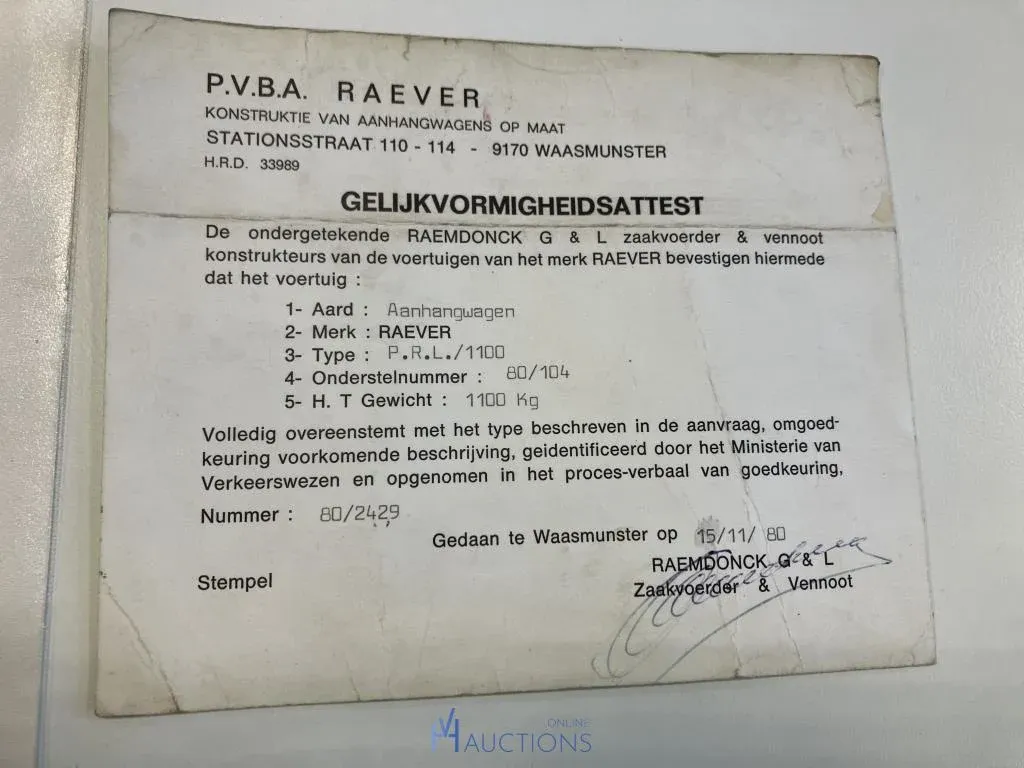 P.V.B.A. RAEVER
KONSTRUKTIE VAN AANHANGWAGENS OP MAAT
STATIONSSTRAAT 110 - 114 - 9170 WAASMUNSTER
H.R.D. 33989
GELIJKVORMIGHEIDSATTEST
De ondergetekende RAEMDONCK G & L zaakvoerder & vennoot
konstrukteurs van de voertuigen van het merk RAEVER bevestigen hiermede
dat het voertuig :
1- Aard : Aanhangwagen
2- Merk : RAEVER
3- Type : P.R.L./1100
4- Onderstelnummer : 80/104
5- H. T Gewicht : 1100 Kg
Volledig overeenstemt met het type beschreven in de aanvraag, omgoed-
keuring voorkomende beschrijving, geidentificeerd door het Ministerie van
Verkeerswezen en opgenomen in het proces-verbaal van goedkeuring,
Nummer : 80/2429
Gedaan te Waasmunster op 15/11/ 80
RAEMDONCK G & L
Stempel
Zaakvoerder & Vennoot
ONLINE
AUCTIONS